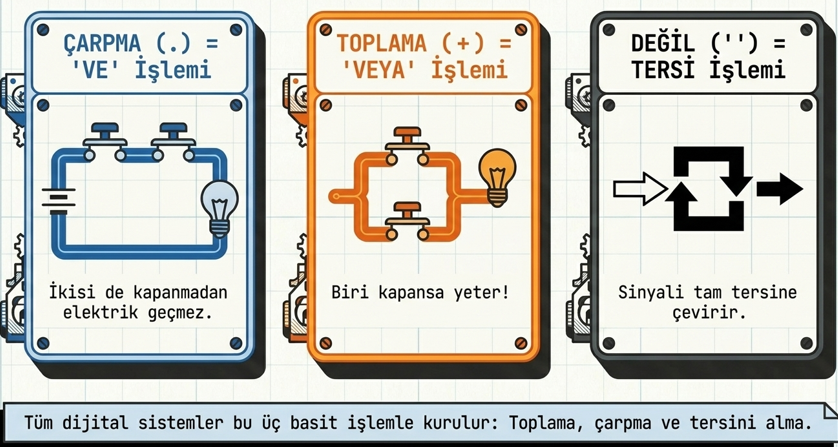 ÇARPMA (.) =
'VE' İşlemi
İkisi de kapanmadan
elektrik geçmez.
TOPLAMA (+) =
'VEYA' İşlemi
Biri kapansa yeter!
DEĞİL ('') =
TERSİ İşlemi
Sinyali tam tersine
çevirir.
Tüm dijital sistemler bu üç basit işlemle kurulur: Toplama, çarpma ve tersini alma.